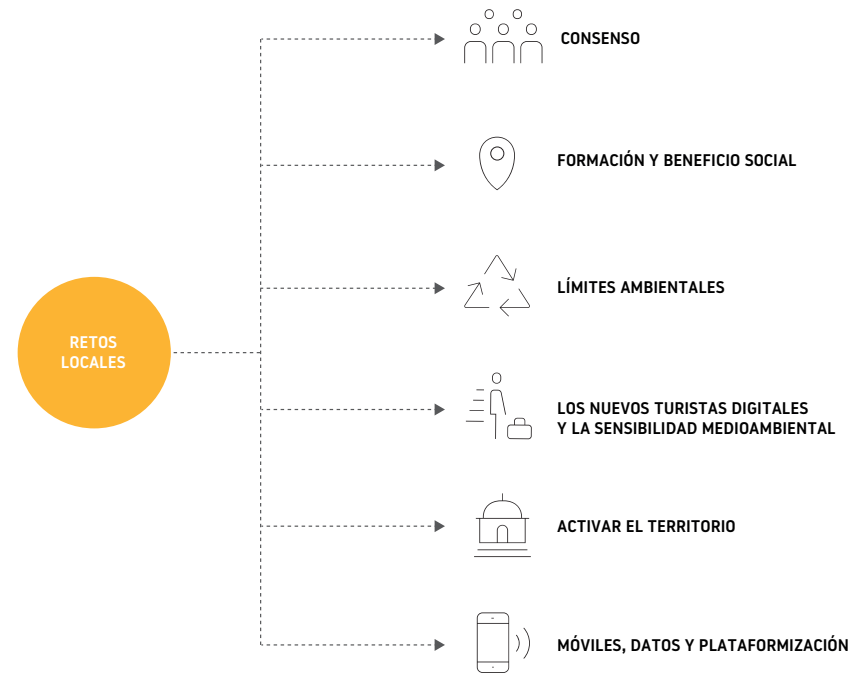 CONSENSO
FORMACIÓN Y BENEFICIO SOCIAL
LÍMITES AMBIENTALES
RETOS
LOCALES
LOS NUEVOS TURISTAS DIGITALES
Y LA SENSIBILIDAD MEDIOAMBIENTAL
ACTIVAR EL TERRITORIO
MÓVILES, DATOS Y PLATAFORMIZACIÓN